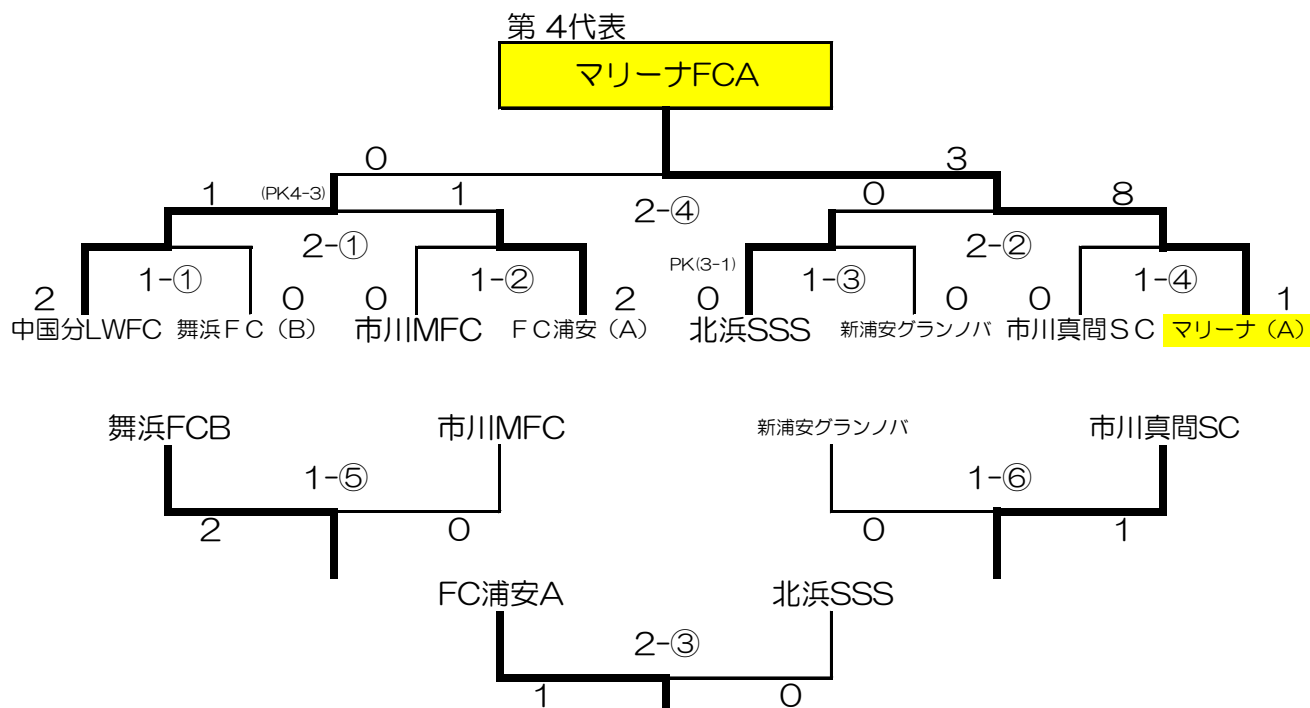 第 4代表
マリーナFCA
0 3
1 (PK4-3) 1 2-④ 0 8
2-① 2-②
1-① 1-② PK(3-1) 1-③ 1-④
2 0 0 2 0 0 0 1
中国分LWFC 舞浜FC(B) 市川MFC FC浦安(A) 北浜SSS 新浦安グランノバ 市川真間SC マリーナ(A)
舞浜FCB 市川MFC 新浦安グランノバ 市川真間SC
1-⑤ 1-⑥
2 0 0 1
FC浦安A 北浜SSS
2-③
1 0